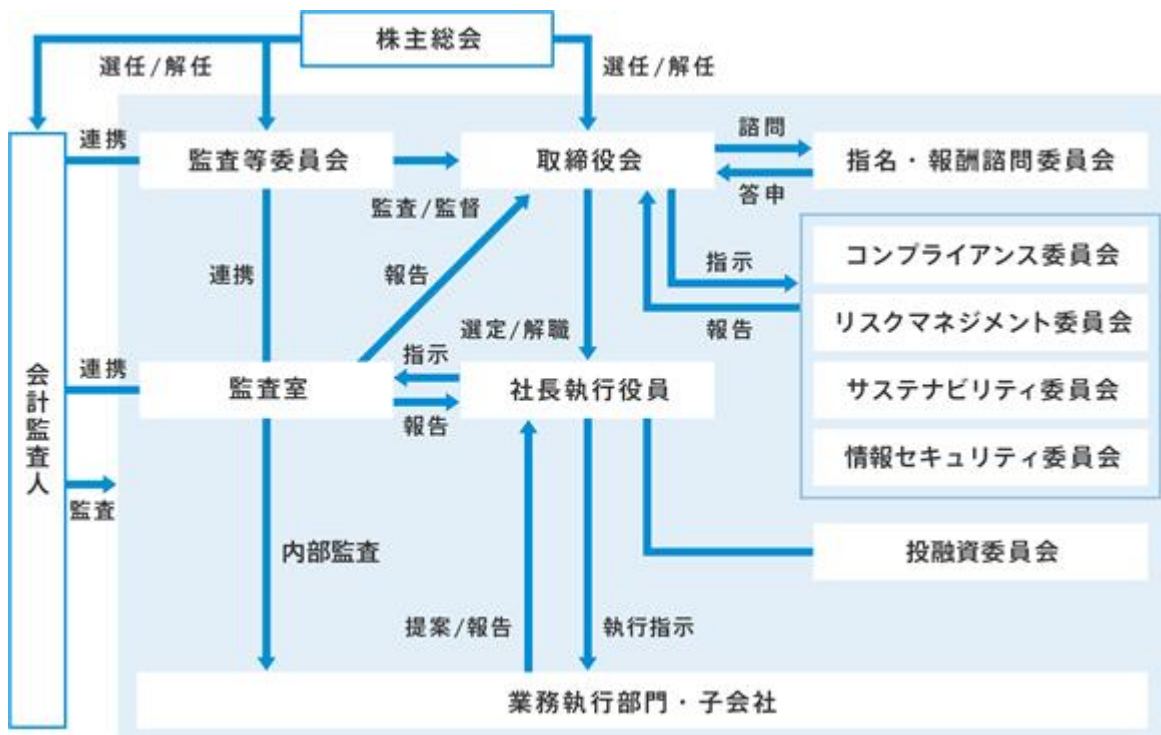 株主総会
選任/解任
選任/解任
連携
監査等委員会
取締役会
諮問
指名・報酬諮問委員会
答申
監査/監督
コンプライアンス委員会
連携
報告
指示
リスクマネジメント委員会
選定/解職
報告
会計監査人
連携
監査室
指示
社長執行役員
サステナビリティ委員会
報告
情報セキュリティ委員会
監査
内部監査
投融資委員会
提案/報告
執行指示
業務執行部門・子会社